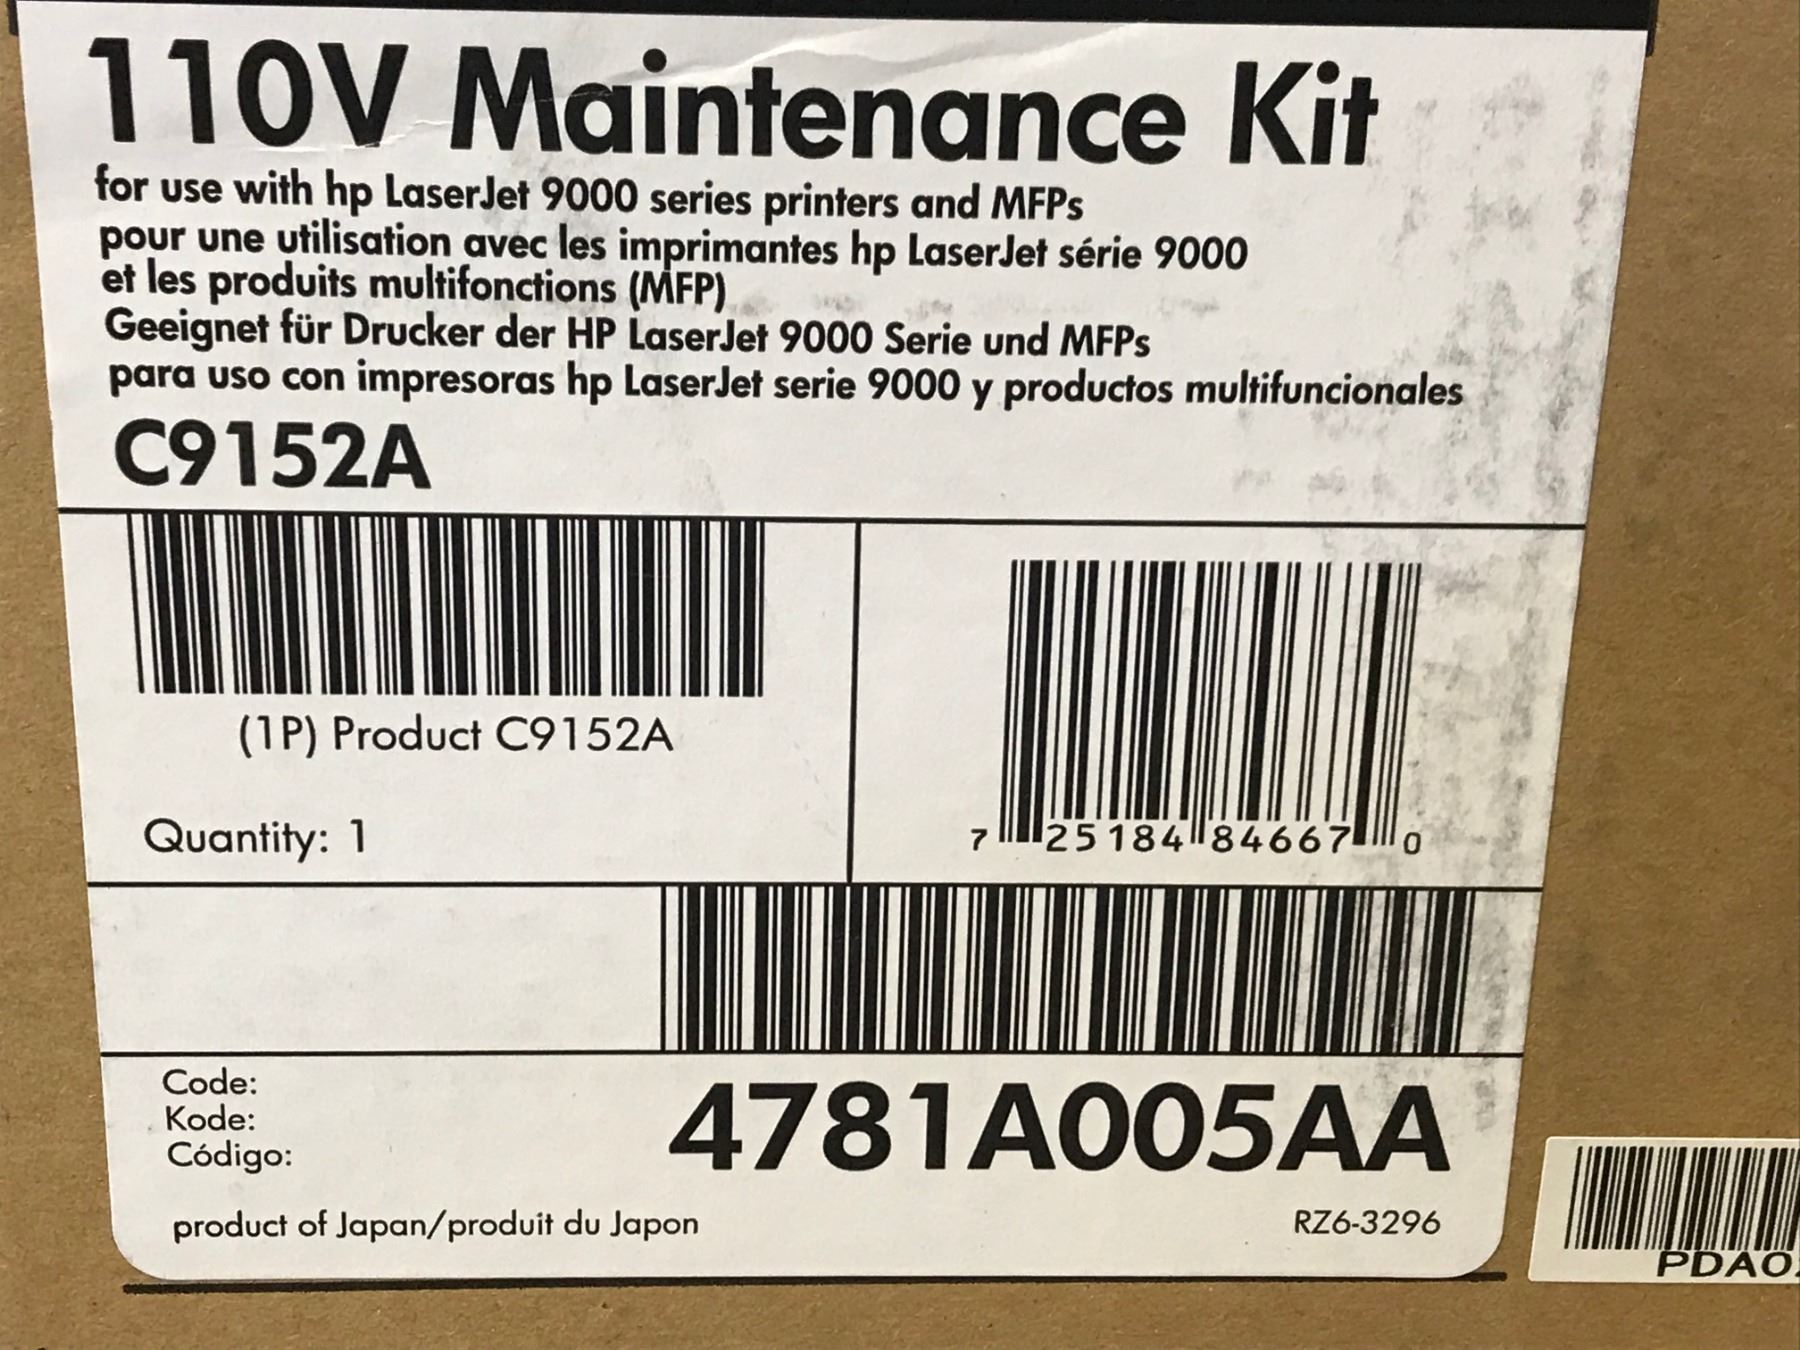 110V Maintenance Kit
for use with hp LaserJet 9000 series printers and MFPs
pour une utilisation avec les imprimantes hp LaserJet série 9000
et les produits multifonctions (MFP)
Geeignet für Drucker der HP LaserJet 9000 Serie und MFPs
para uso con impresoras hp LaserJet serie 9000 y productos multifuncionales
C9152A
(1P) Product C9152A
Quantity: 1
7 25184 84667 0
Code:
Kode:
Código:
4781A005AA
product of Japan/produit du Japon
RZ6-3296